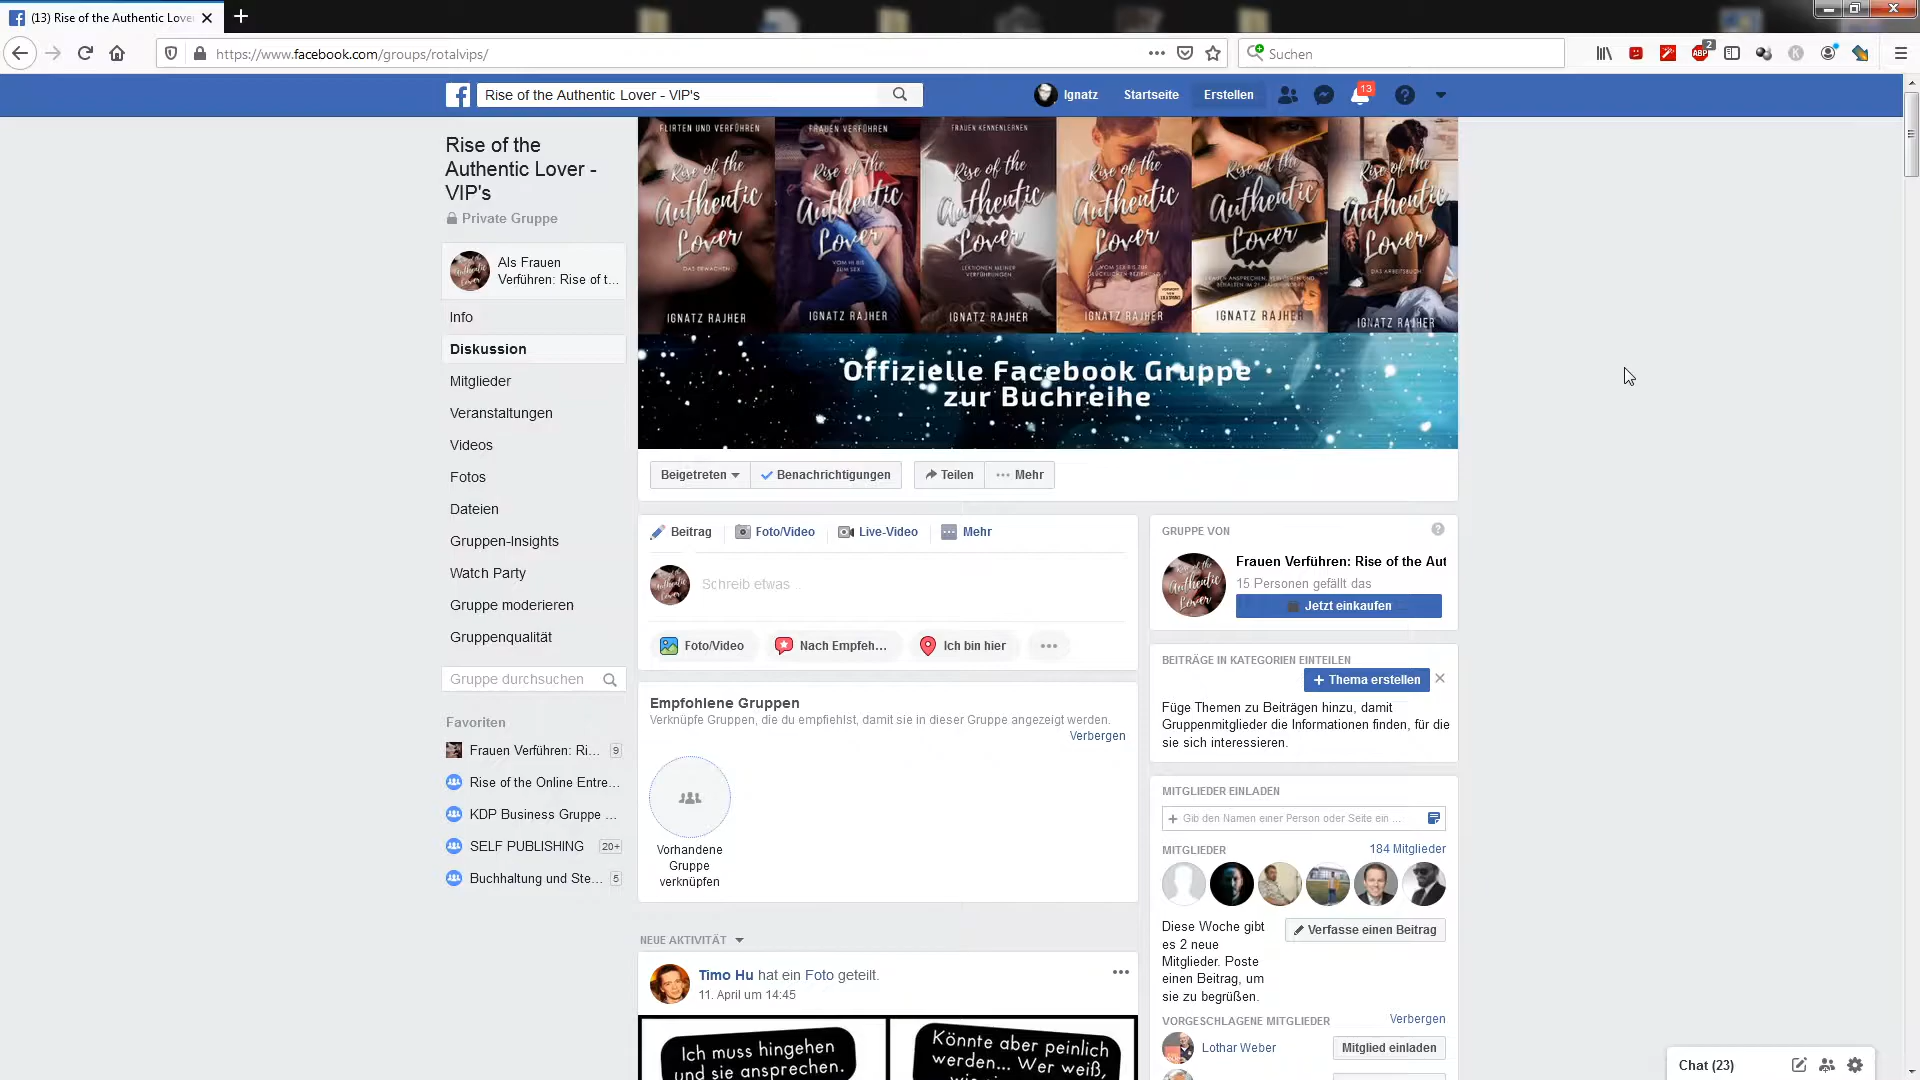 (13) Rise of the Authentic Love
https://www.facebook.com/groups/rotalvips/
Suchen
ABP
2
Rise of the Authentic Lover - VIP's
Ignatz
Startseite
Erstellen
13
Rise of the
Authentic Lover -
VIP's
Private Gruppe
Als Frauen
Verführen: Rise of t...
Info
Diskussion
Mitglieder
Veranstaltungen
Videos
Fotos
Dateien
Gruppen-Insights
Watch Party
Gruppe moderieren
Gruppenqualität
Gruppe durchsuchen
Favoriten
Frauen Verführen: Ri... 9
Rise of the Online Entre...
KDP Business Gruppe ...
SELF PUBLISHING 20+
Buchhaltung und Ste... 5
FLIRTEN UND VERFÜHREN
Rise of the
Authentic
Lover
DAS ERWACHEN
IGNATZ RAJHER
FRAUEN VERFÜHREN
Rise of the
Authentic
Lover
VOM HI BIS
ZUM SEX
IGNATZ RAJHER
FRAUEN KENNENLERNEN
Rise of the
Authentic
Lover
LEKTIONEN MEINER
VERFÜHRUNGEN
IGNATZ RAJHER
Rise of the
Authentic
Lover
VOM SEX BIS ZUR
GLÜCKLICHEN BEZIEHUNG
IGNATZ RAJHER
Rise of the
Authentic
Lover
FRAUEN ANSPRECHEN, VERFÜHREN UND
BEHALTEN IM 21. JAHRHUNDERT
IGNATZ RAJHER
Rise of the
Authentic
Lover
DAS ARBEITSBUCH
IGNATZ RAJHER
Offizielle Facebook Gruppe
zur Buchreihe
Beigetreten
Benachrichtigungen
Teilen
Mehr
Beitrag
Foto/Video
Live-Video
Mehr
Schreib etwas ...
Foto/Video
Nach Empfeh...
Ich bin hier
Empfohlene Gruppen
Verknüpfe Gruppen, die du empfiehlst, damit sie in dieser Gruppe angezeigt werden.
Verbergen
Vorhandene
Gruppe
verknüpfen
NEUE AKTIVITÄT
Timo Hu hat ein Foto geteilt.
11. April um 14:45
Ich muss hingehen
und sie ansprechen.
Könnte aber peinlich
werden... Wer weiß,
GRUPPE VON
Frauen Verführen: Rise of the Aut
15 Personen gefällt das
Jetzt einkaufen
BEITRÄGE IN KATEGORIEN EINTEILEN
+ Thema erstellen
Füge Themen zu Beiträgen hinzu, damit
Gruppenmitglieder die Informationen finden, für die
sie sich interessieren.
MITGLIEDER EINLADEN
+ Gib den Namen einer Person oder Seite ein ...
MITGLIEDER
184 Mitglieder
Diese Woche gibt
es 2 neue
Mitglieder. Poste
einen Beitrag, um
sie zu begrüßen.
Verfasse einen Beitrag
VORGESCHLAGENE MITGLIEDER
Verbergen
Lothar Weber
Mitglied einladen
Chat (23)